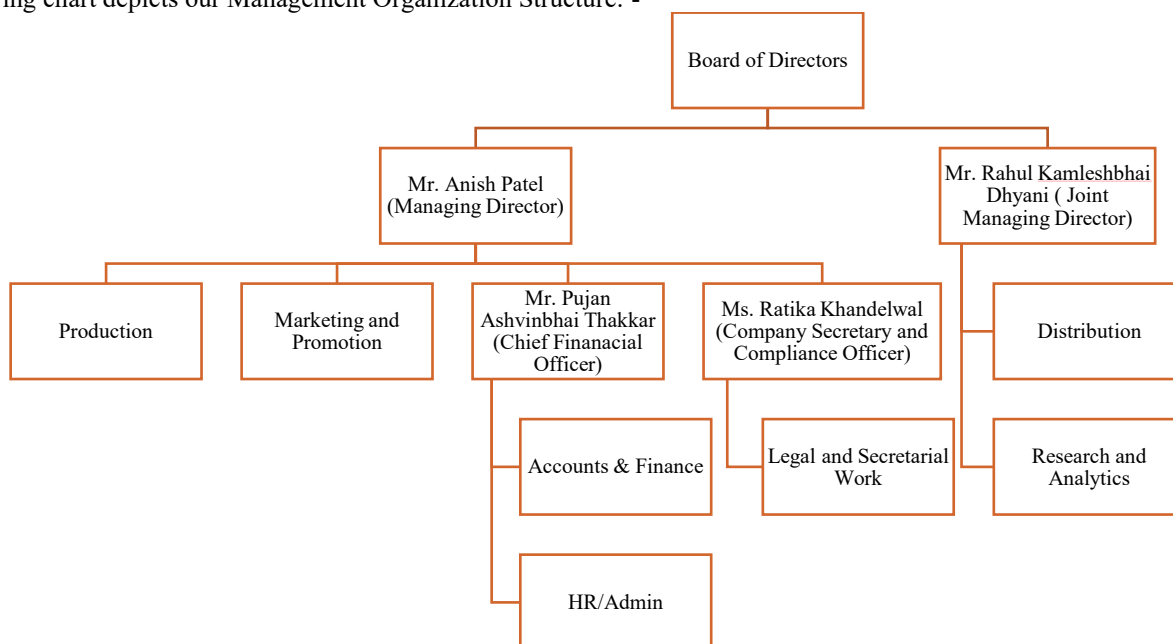 ing chart depicts our Management Organization Structure: -
Board of Directors
Mr. Anish Patel
(Managing Director)
Mr. Rahul Kamleshbhai
Dhyani ( Joint
Managing Director)
Production
Marketing and
Promotion
Mr. Pujan
Ashvinbhai Thakkar
(Chief Finanacial
Officer)
Ms. Ratika Khandelwal
(Company Secretary and
Compliance Officer)
Distribution
Accounts & Finance
Legal and Secretarial
Work
Research and
Analytics
HR/Admin